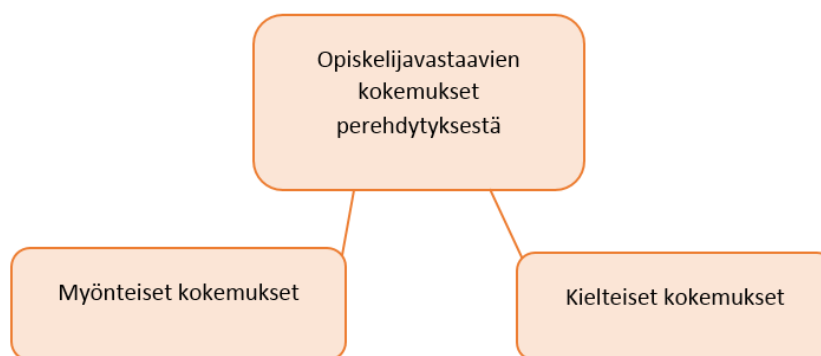 Opiskelijavastaavien
kokemukset
perehdytyksestä
Myönteiset kokemukset
Kielteiset kokemukset